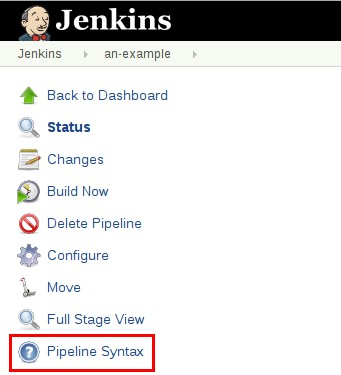 Jenkins
Jenkins an-example
Back to Dashboard
Status
Changes
Build Now
Delete Pipeline
Configure
Move
Full Stage View
Pipeline Syntax